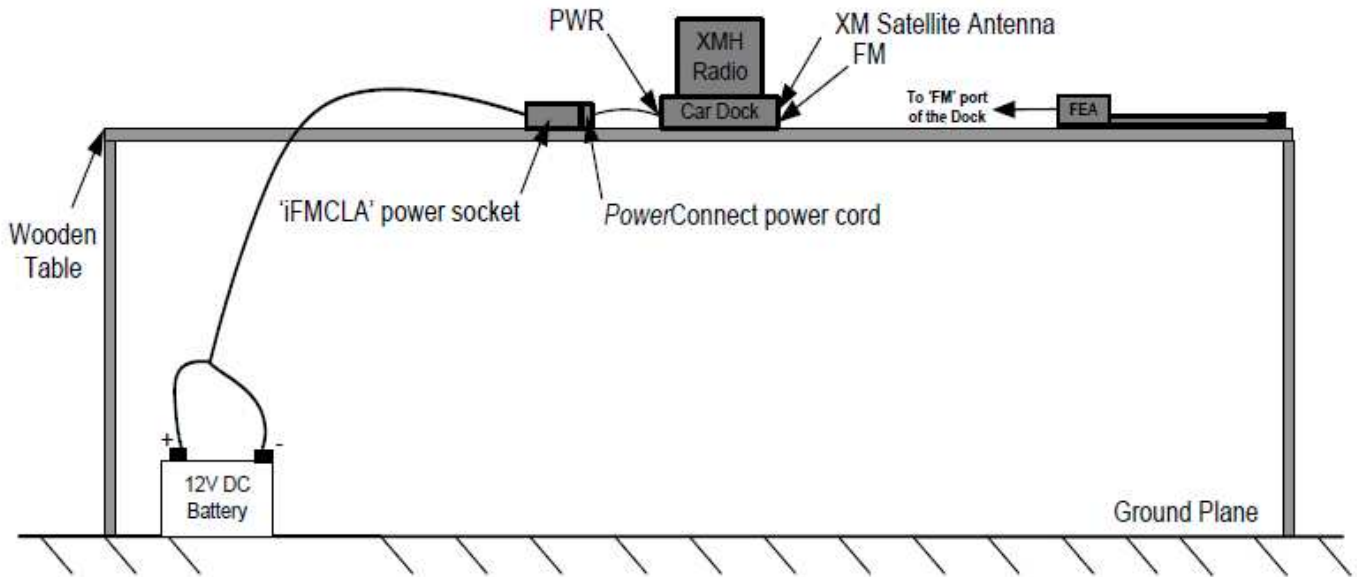 PWR
XMH
Radio
XM Satellite Antenna
FM
Car Dock
To 'FM' port
of the Dock
FEA
'iFMCLA' power socket
PowerConnect power cord
Wooden
Table
+ -
12V DC
Battery
Ground Plane